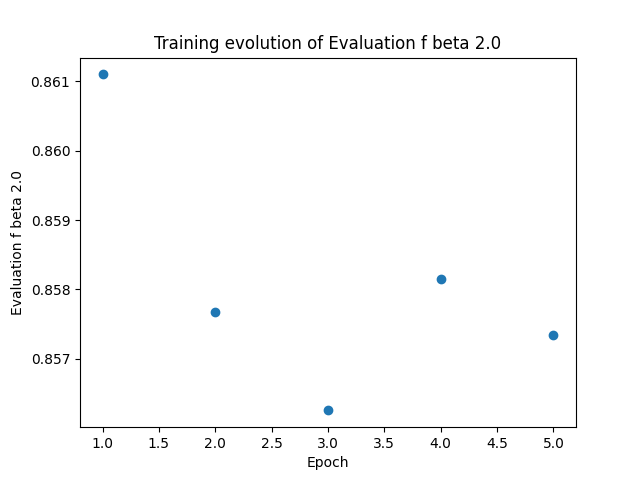 Training evolution of Evaluation f beta 2.0
0.861
0.860
0.859
0.858
0.857
Evaluation f beta 2.0
1.0 1.5 2.0 2.5 3.0 3.5 4.0 4.5 5.0
Epoch